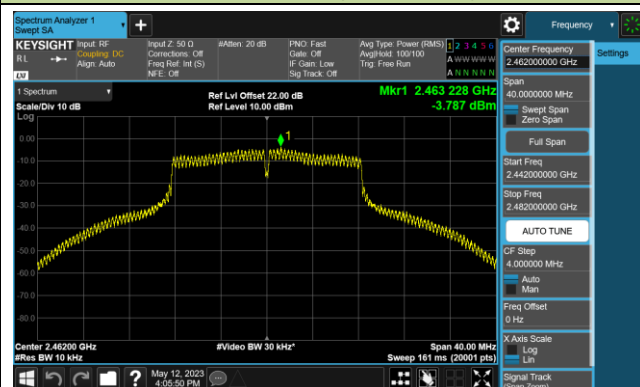 Spectrum Analyzer 1
Swept SA
Frequency
KEYSIGHT
RL
Input: RF
Coupling: DC
Align: Auto
Input Z: 50 Ω
Corrections: Off
Freq Ref: Int (S)
NFE: Off
#Atten: 20 dB
PNO: Fast
Gate: Off
IF Gain: Low
Sig Track: Off
Avg Type: Power (RMS)
Avg|Hold: 100/100
Trig: Free Run
1 2 3 4 5 6
A W W W W W
A N N N N N
1 Spectrum
Scale/Div 10 dB
Log
Ref Lvl Offset 22.00 dB
Ref Level 10.00 dBm
Mkr1 2.463 228 GHz
-3.787 dBm
1
0.00
-10.0
-20.0
-30.0
-40.0
-50.0
-60.0
-70.0
-80.0
Center 2.46200 GHz
#Res BW 10 kHz
#Video BW 30 kHz*
Span 40.00 MHz
Sweep 161 ms (20001 pts)
May 12, 2023
4:05:50 PM
Center Frequency
2.462000000 GHz
Settings
Span
40.0000000 MHz
Swept Span
Zero Span
Full Span
Start Freq
2.442000000 GHz
Stop Freq
2.482000000 GHz
AUTO TUNE
CF Step
4.000000 MHz
Auto
Man
Freq Offset
0 Hz
X Axis Scale
Log
Lin
Signal Track
(Span Zoom)